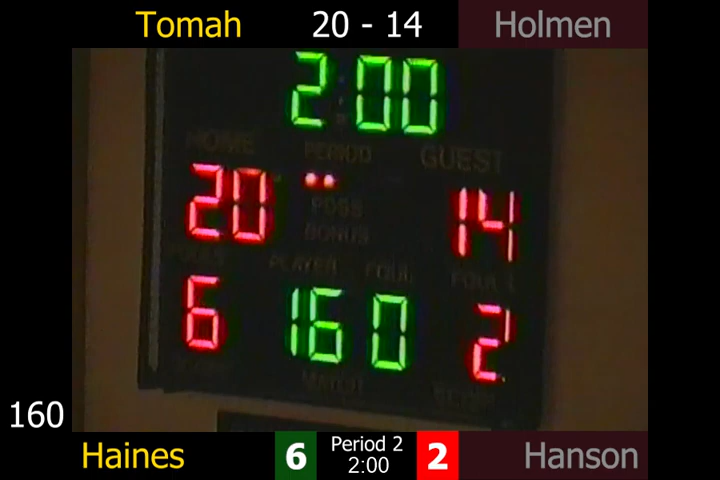 Tomah 20 - 14 Holmen
2:00
HOME PERIOD GUEST
20 14
POSS
BONUS
PLAYER FOUL
6 160 2
160
Haines 6 Period 2 2 Hanson
2:00